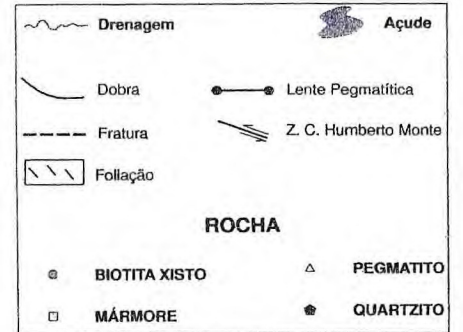 Drenagem Açude
Dobra Lente Pegmatítica
Fratura Z. C. Humberto Monte
Foliação
ROCHA
BIOTITA XISTO PEGMATITO
MÁRMORE QUARTZITO